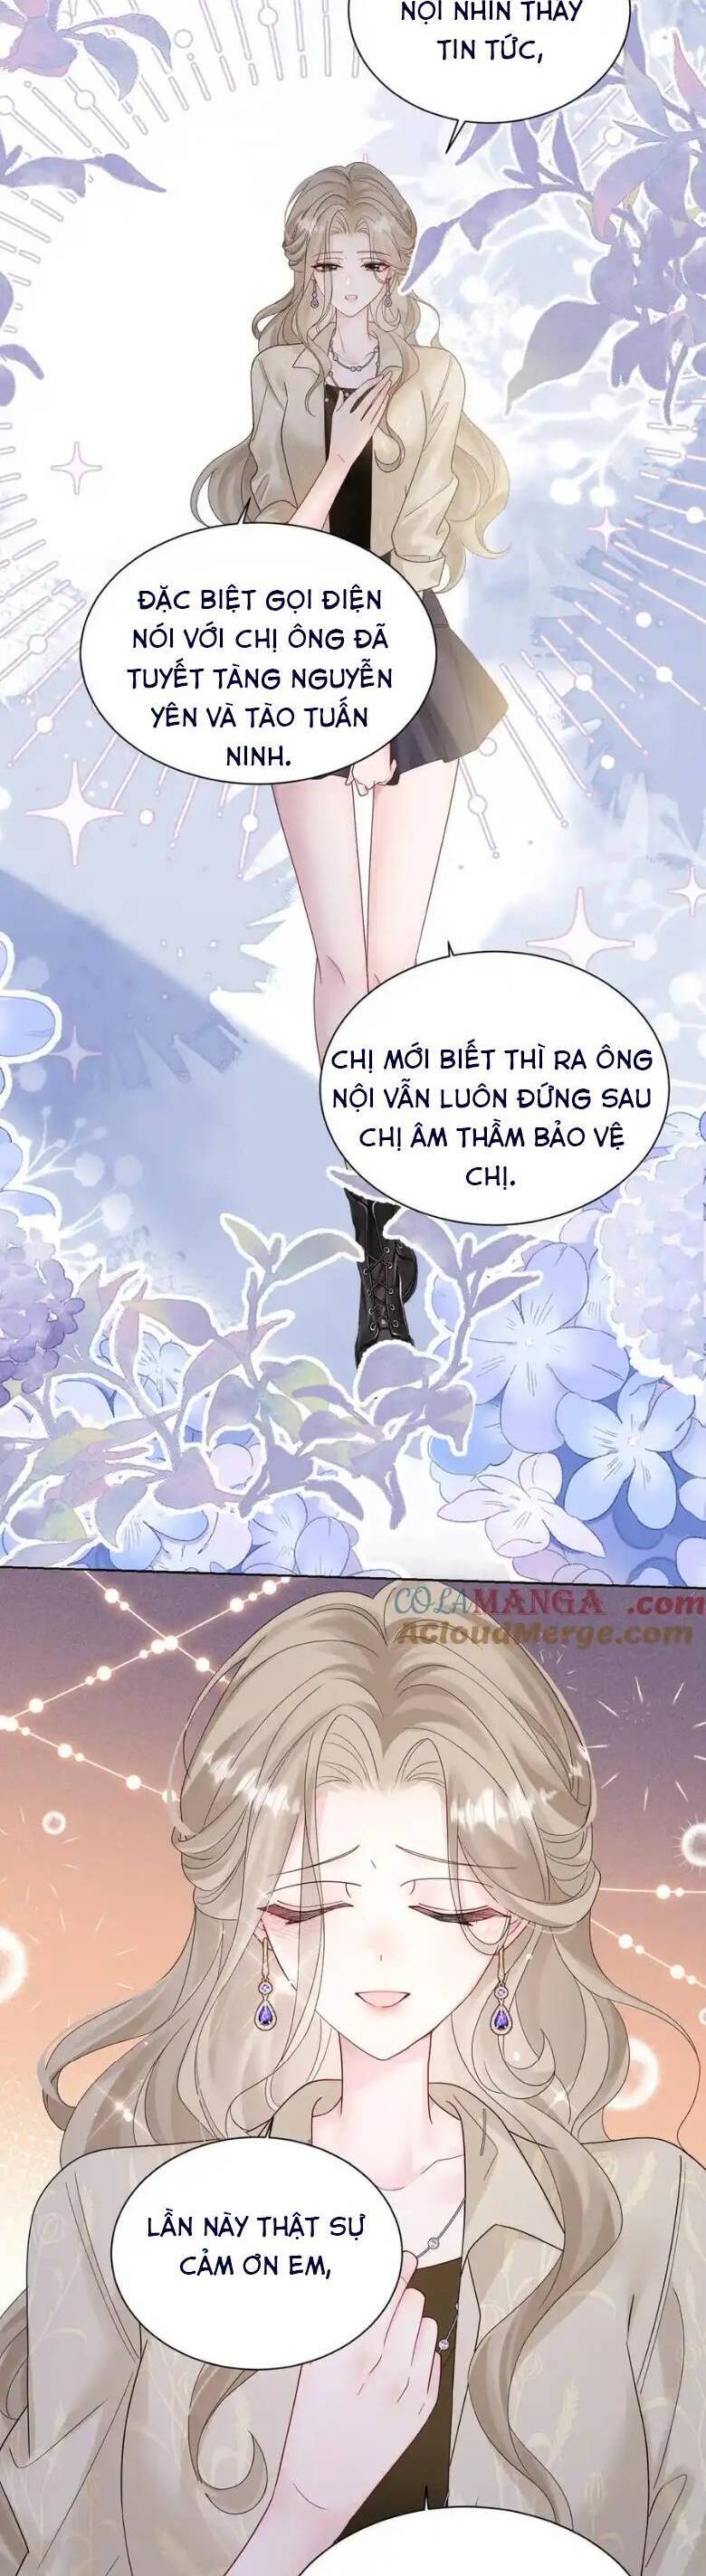 NỘI NHÌN THẤY
TIN TỨC,
ĐẶC BIỆT GỌI ĐIỆN
NÓI VỚI CHỊ ÔNG ĐÃ
TUYẾT TÀNG NGUYỄN
YÊN VÀ TÀO TUẤN
NINH.
CHỊ MỚI BIẾT THÌ RA ÔNG
NỘI VẪN LUÔN ĐỨNG SAU
CHỊ ÂM THẦM BẢO VỆ
CHỊ.
COLAMANGA.com
AcloudMerge.com
LẦN NÀY THẬT SỰ
CẢM ƠN EM,